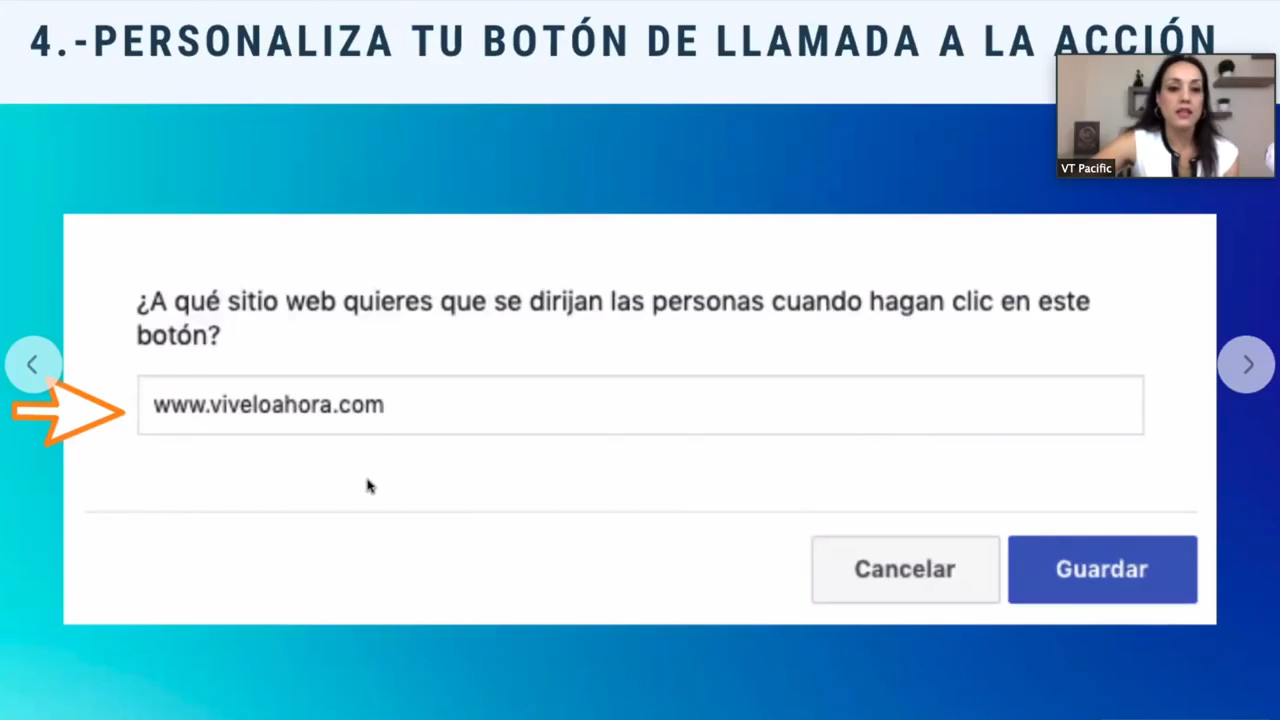 4.-PERSONALIZA TU BOTÓN DE LLAMADA A LA ACCIÓN
VT Pacific
¿A qué sitio web quieres que se dirijan las personas cuando hagan clic en este
botón?
www.viveloahora.com
Cancelar
Guardar